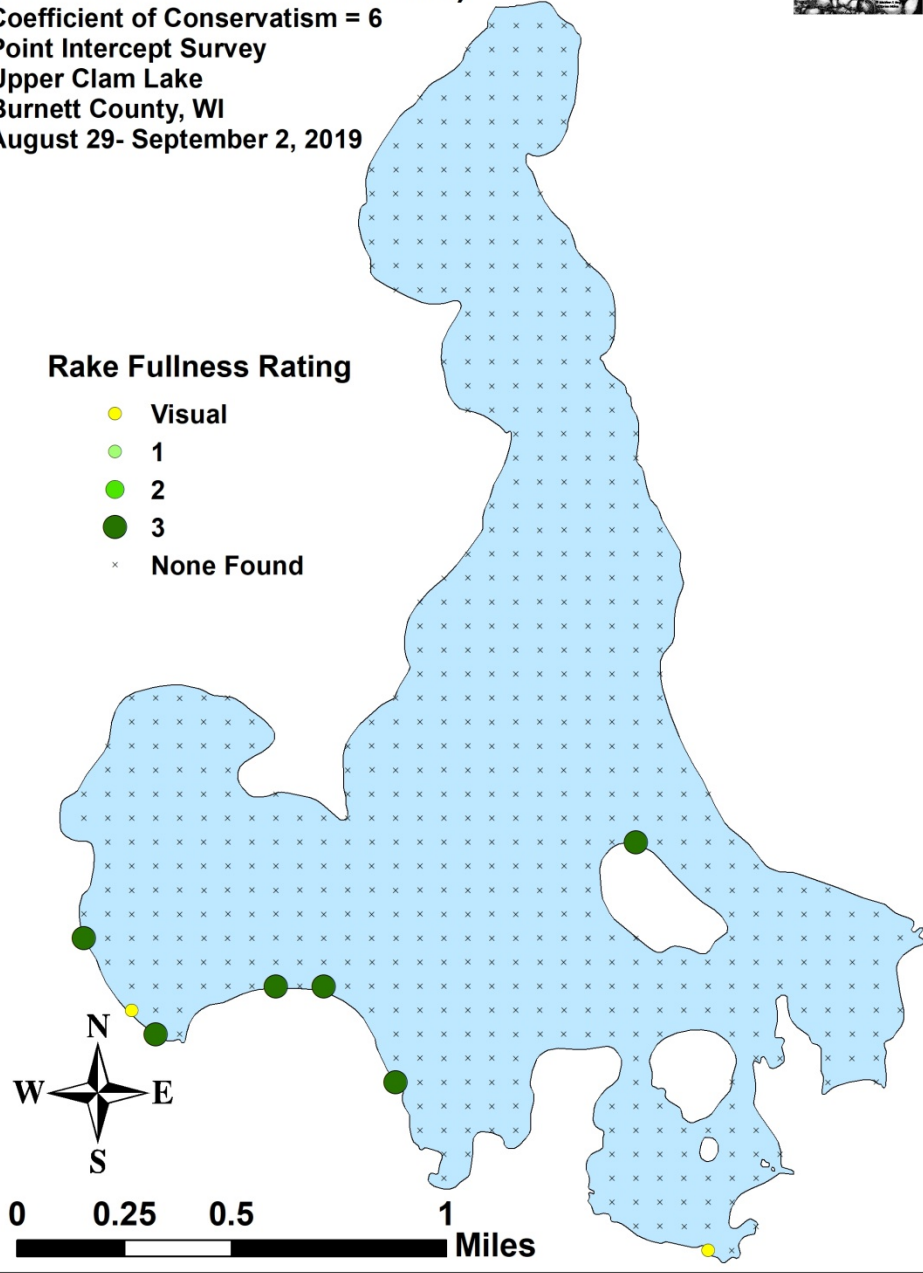 Coefficient of Conservatism = 6
Point Intercept Survey
Upper Clam Lake
Burnett County, WI
August 29- September 2, 2019
Rake Fullness Rating
Visual
1
2
3
None Found
N
W E
S
0 0.25 0.5 1
Miles